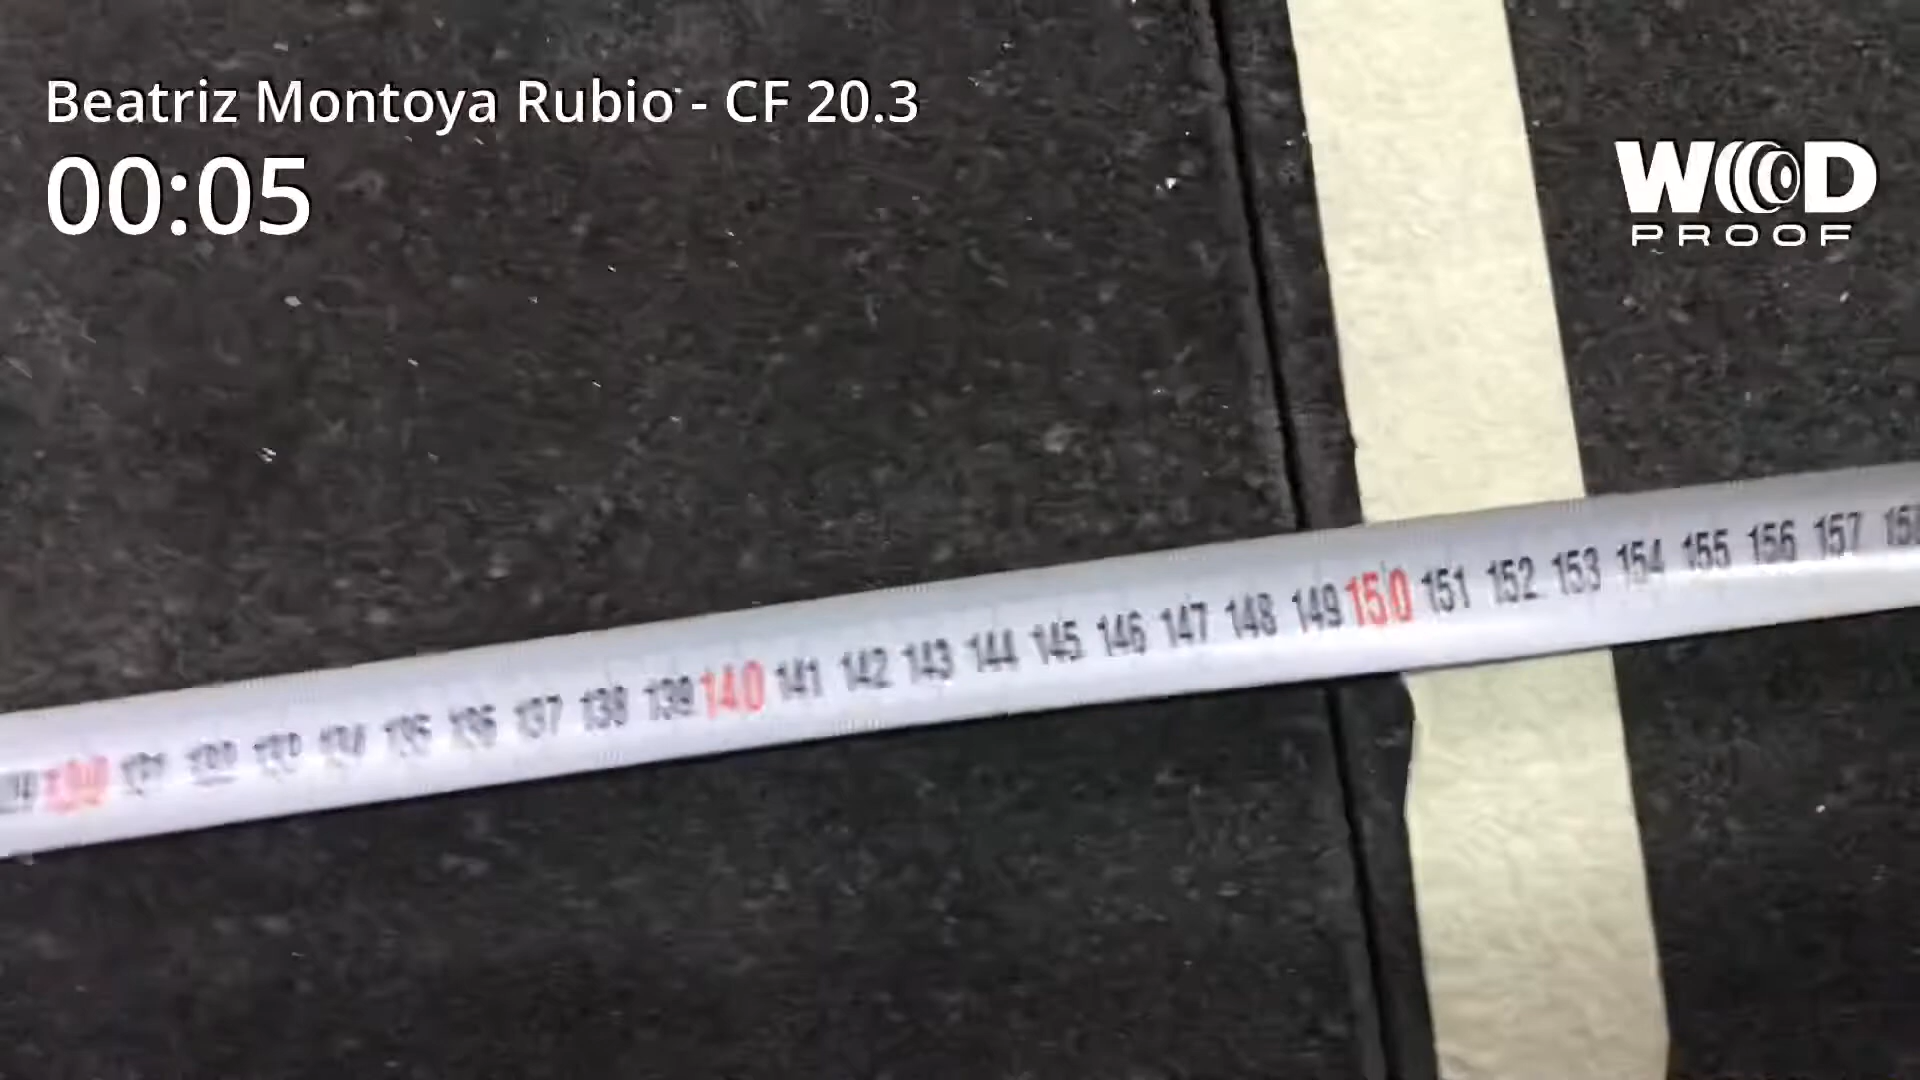 Beatriz Montoya Rubio - CF 20.3
00:05
WOD
PROOF
137 138 139 140 141 142 143 144 145 146 147 148 149 150 151 152 153 154 155 156 157